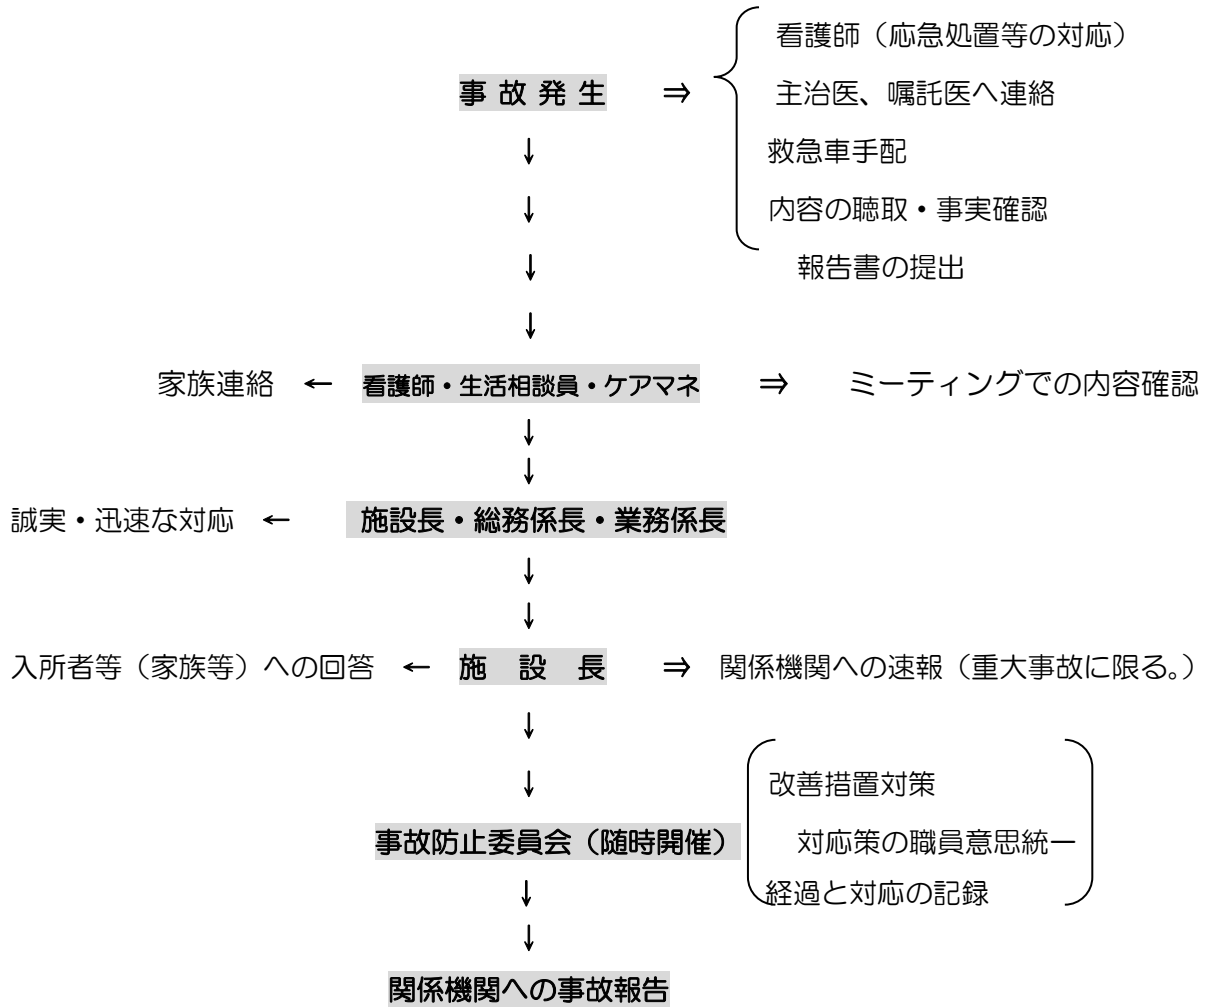 看護師（応急処置等の対応）
事 故 発 生 ⇒ 主治医、嘱託医へ連絡
↓ 救急車手配
↓ 内容の聴取・事実確認
↓ 報告書の提出
↓
家族連絡 ← 看護師・生活相談員・ケアマネ ⇒ ミーティングでの内容確認
↓
↓
誠実・迅速な対応 ← 施設長・総務係長・業務係長
↓
↓
入所者等（家族等）への回答 ← 施 設 長 ⇒ 関係機関への速報（重大事故に限る。）
↓
↓ 改善措置対策
事故防止委員会（随時開催） 対応策の職員意思統一
↓ 経過と対応の記録
↓
関係機関への事故報告